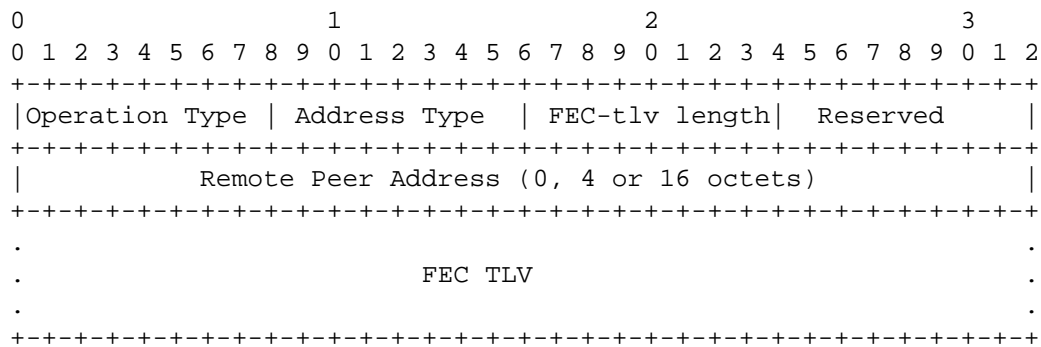 0                   1                   2                   3
0 1 2 3 4 5 6 7 8 9 0 1 2 3 4 5 6 7 8 9 0 1 2 3 4 5 6 7 8 9 0 1 2
+-+-+-+-+-+-+-+-+-+-+-+-+-+-+-+-+-+-+-+-+-+-+-+-+-+-+-+-+-+-+-+-+
|Operation Type | Address Type  | FEC-tlv length|  Reserved     |
+-+-+-+-+-+-+-+-+-+-+-+-+-+-+-+-+-+-+-+-+-+-+-+-+-+-+-+-+-+-+-+-+
|           Remote Peer Address (0, 4 or 16 octets)             |
+-+-+-+-+-+-+-+-+-+-+-+-+-+-+-+-+-+-+-+-+-+-+-+-+-+-+-+-+-+-+-+-+
.                                                               .
.                         FEC TLV                               .
.                                                               .
+-+-+-+-+-+-+-+-+-+-+-+-+-+-+-+-+-+-+-+-+-+-+-+-+-+-+-+-+-+-+-+-+